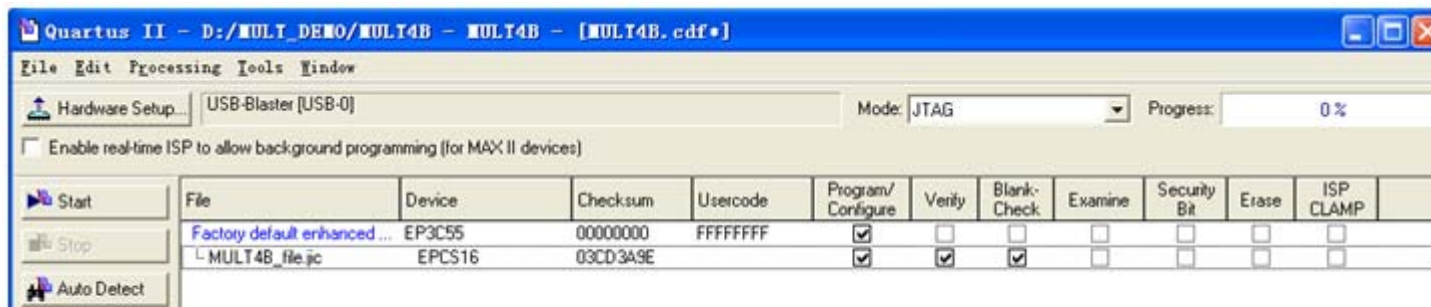 Quartus II - D:/MULT_DEMO/MULT4B - MULT4B - [MULT4B.cdf*]
File Edit Processing Tools Window
Hardware Setup... USB-Blaster [USB-0] Mode: JTAG Progress: 0 %
Enable real-time ISP to allow background programming (for MAX II devices)
Start File Device Checksum Usercode Program/ Configure Verify Blank- Check Examine Security Bit Erase ISP CLAMP
Factory default enhanced ... EP3C55 00000000 FFFFFFFF
Stop
MULT4B_file.jic EPCS16 03CD3A9E
Auto Detect